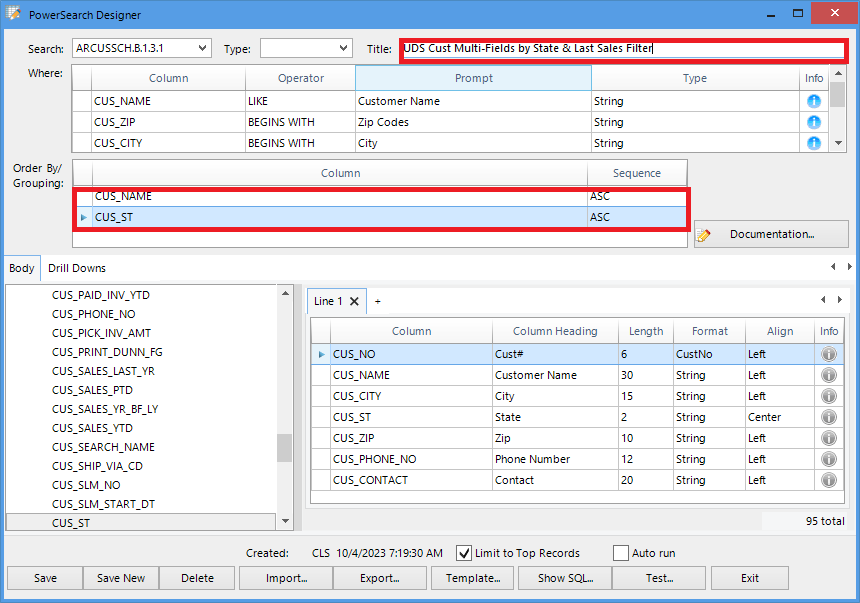 PowerSearch Designer
Search: ARCUSSCH.B.1.3.1 Type: Title: UDS Cust Multi-Fields by State & Last Sales Filter
Where:
Column Operator Prompt Type Info
CUS_NAME LIKE Customer Name String
CUS_ZIP BEGINS WITH Zip Codes String
CUS_CITY BEGINS WITH City String
Order By/
Grouping:
Column Sequence
CUS_NAME ASC
CUS_ST ASC
Documentation...
Body Drill Downs
CUS_PAID_INV_YTD
CUS_PHONE_NO
CUS_PICK_INV_AMT
CUS_PRINT_DUNN_FG
CUS_SALES_LAST_YR
CUS_SALES_PTD
CUS_SALES_YR_BF_LY
CUS_SALES_YTD
CUS_SEARCH_NAME
CUS_SHIP_VIA_CD
CUS_SLM_NO
CUS_SLM_START_DT
CUS_ST
Line 1 +
Column Column Heading Length Format Align Info
CUS_NO Cust# 6 CustNo Left
CUS_NAME Customer Name 30 String Left
CUS_CITY City 15 String Left
CUS_ST State 2 String Center
CUS_ZIP Zip 10 String Left
CUS_PHONE_NO Phone Number 12 String Left
CUS_CONTACT Contact 20 String Left
95 total
Created: CLS 10/4/2023 7:19:30 AM Limit to Top Records Auto run
Save Save New Delete Import... Export... Template... Show SQL... Test... Exit